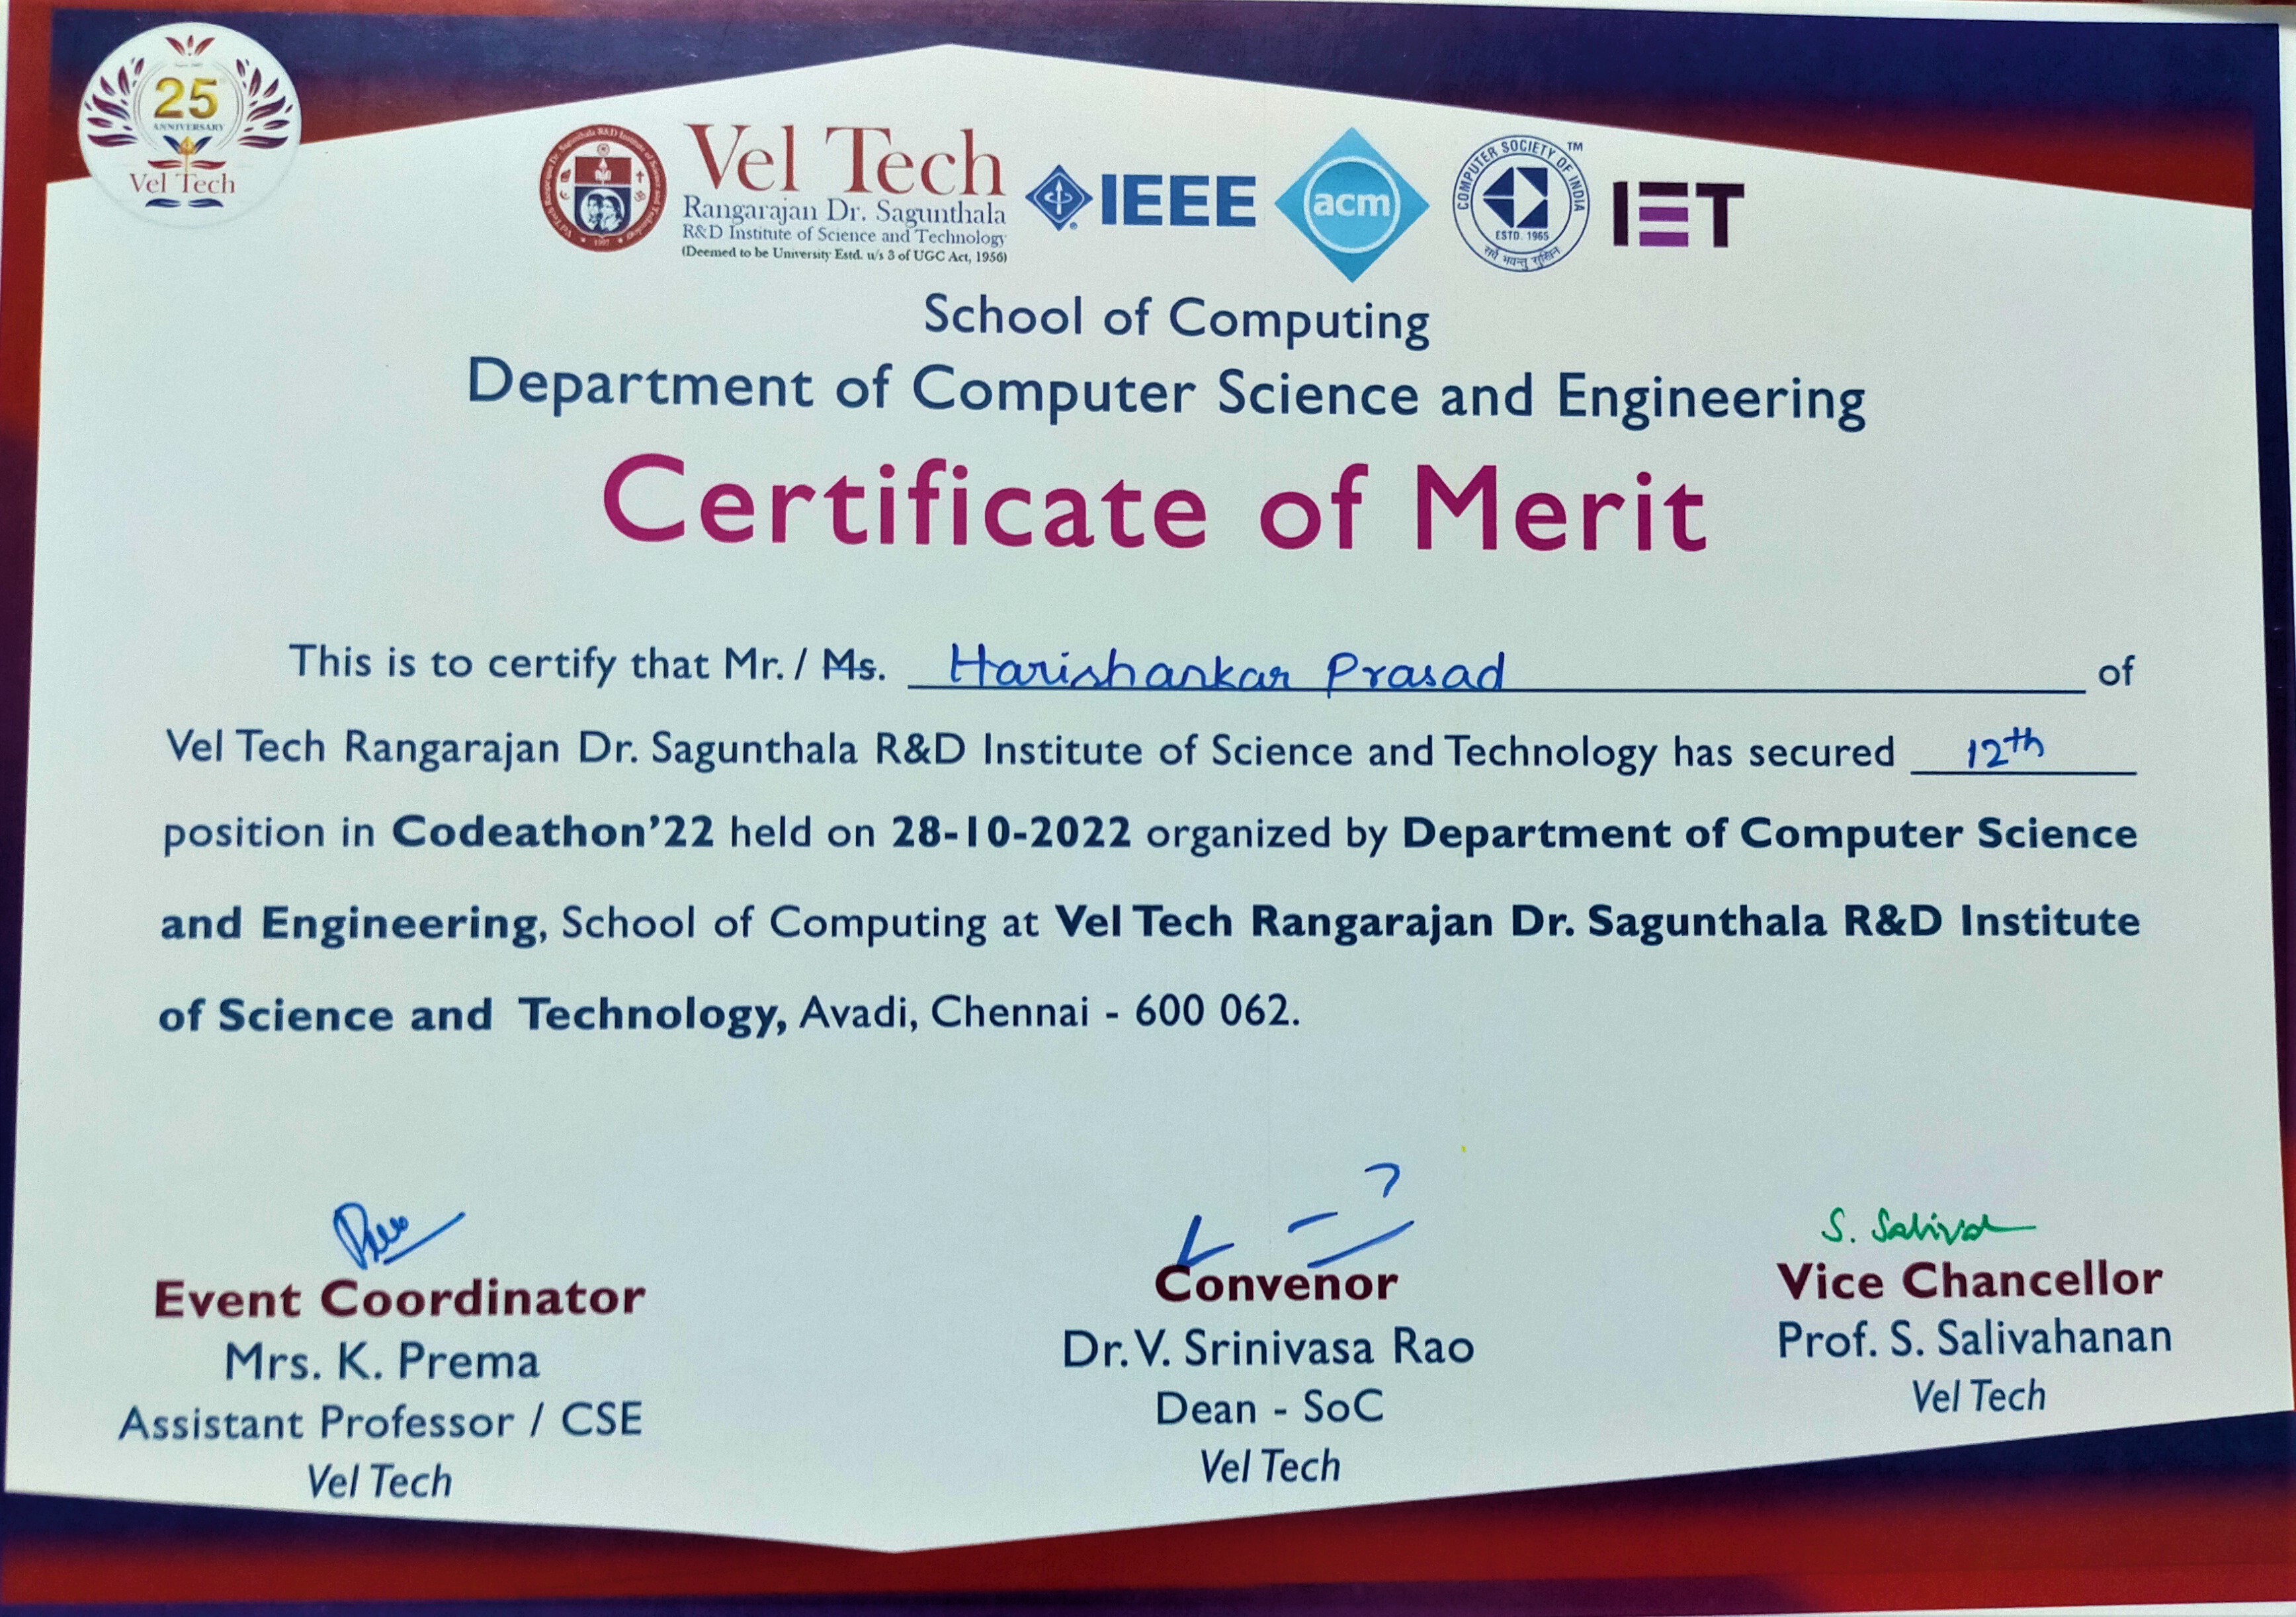 25
ANNIVERSARY
Vel Tech
Vel Tech
Rangarajan Dr. Sagunthala
R&D Institute of Science and Technology
(Deemed to be University Estd. u/s 3 of UGC Act, 1956)
IEEE
acm
COMPUTER SOCIETY OF INDIA
TM
ESTD. 1965
IET
School of Computing
Department of Computer Science and Engineering
Certificate of Merit
This is to certify that Mr. / Ms. Harishankar Prasad of
Vel Tech Rangarajan Dr. Sagunthala R&D Institute of Science and Technology has secured 12th
position in Codeathon'22 held on 28-10-2022 organized by Department of Computer Science
and Engineering, School of Computing at Vel Tech Rangarajan Dr. Sagunthala R&D Institute
of Science and Technology, Avadi, Chennai - 600 062.
Event Coordinator
Mrs. K. Prema
Assistant Professor / CSE
Vel Tech
Convenor
Dr. V. Srinivasa Rao
Dean - SoC
Vel Tech
Vice Chancellor
Prof. S. Salivahanan
Vel Tech